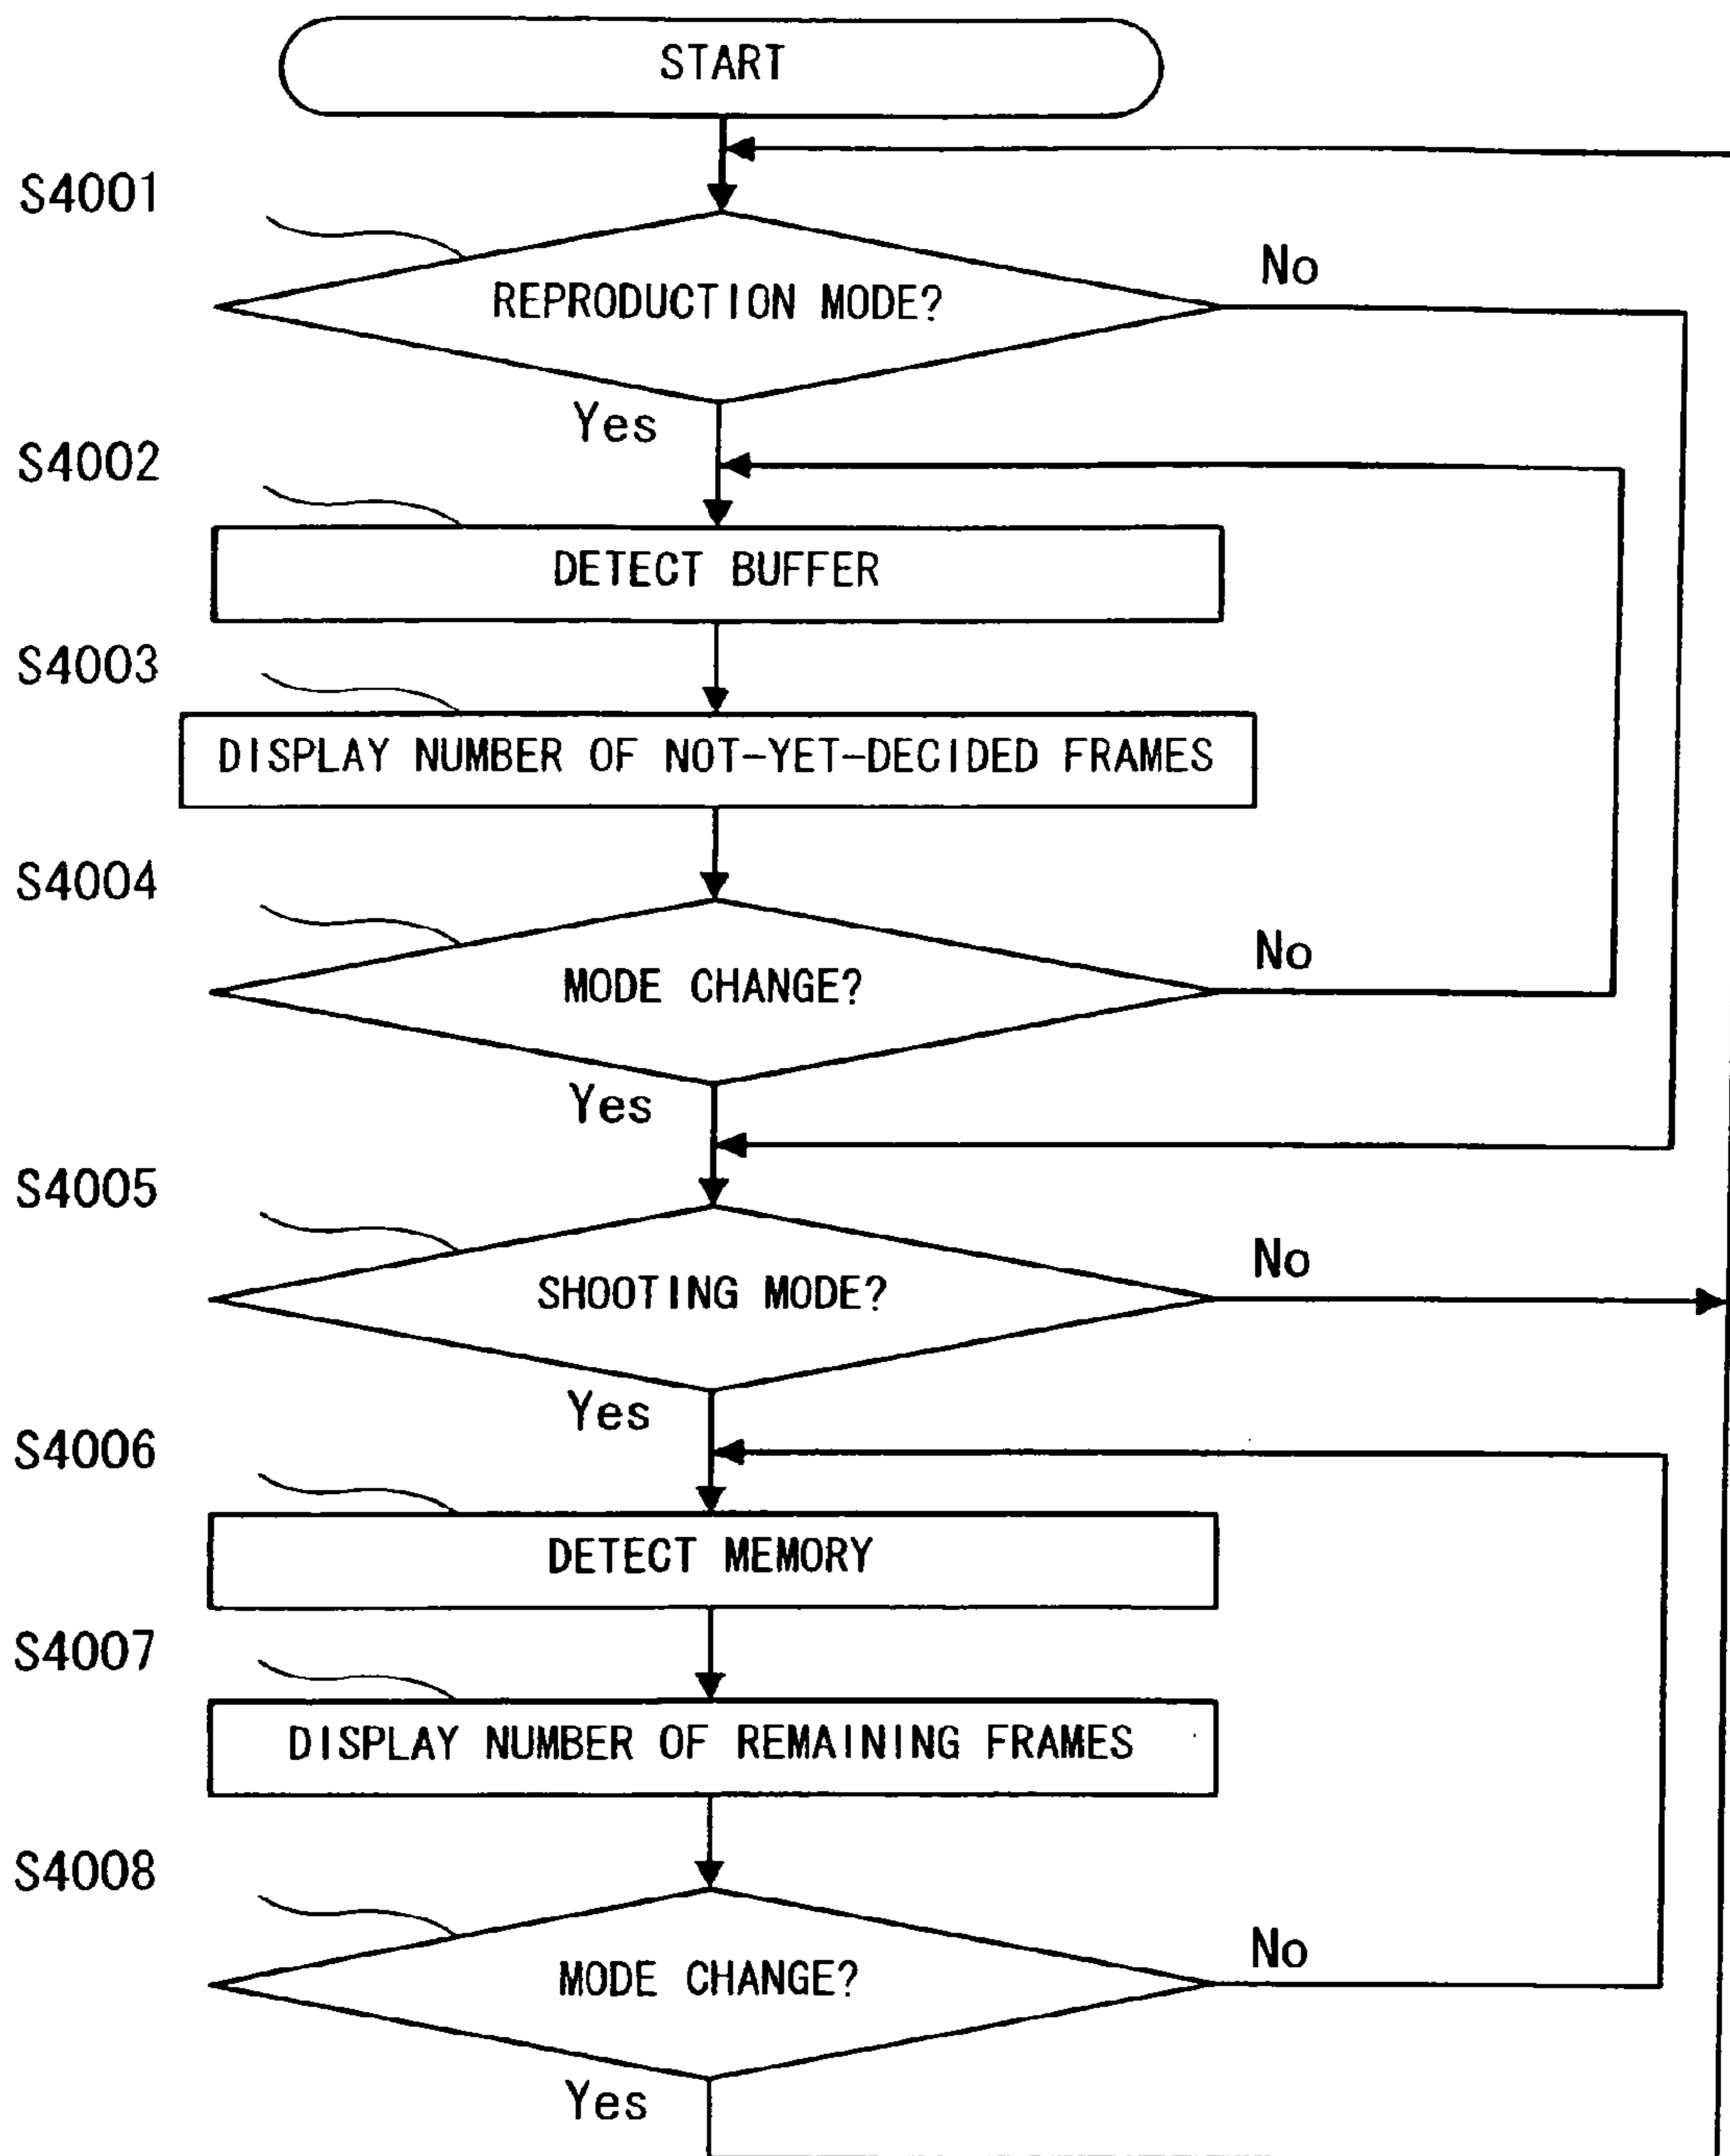 START
S4001
REPRODUCTION MODE?
No
Yes
S4002
DETECT BUFFER
S4003
DISPLAY NUMBER OF NOT-YET-DECIDED FRAMES
S4004
MODE CHANGE?
No
Yes
S4005
SHOOTING MODE?
No
Yes
S4006
DETECT MEMORY
S4007
DISPLAY NUMBER OF REMAINING FRAMES
S4008
MODE CHANGE?
No
Yes